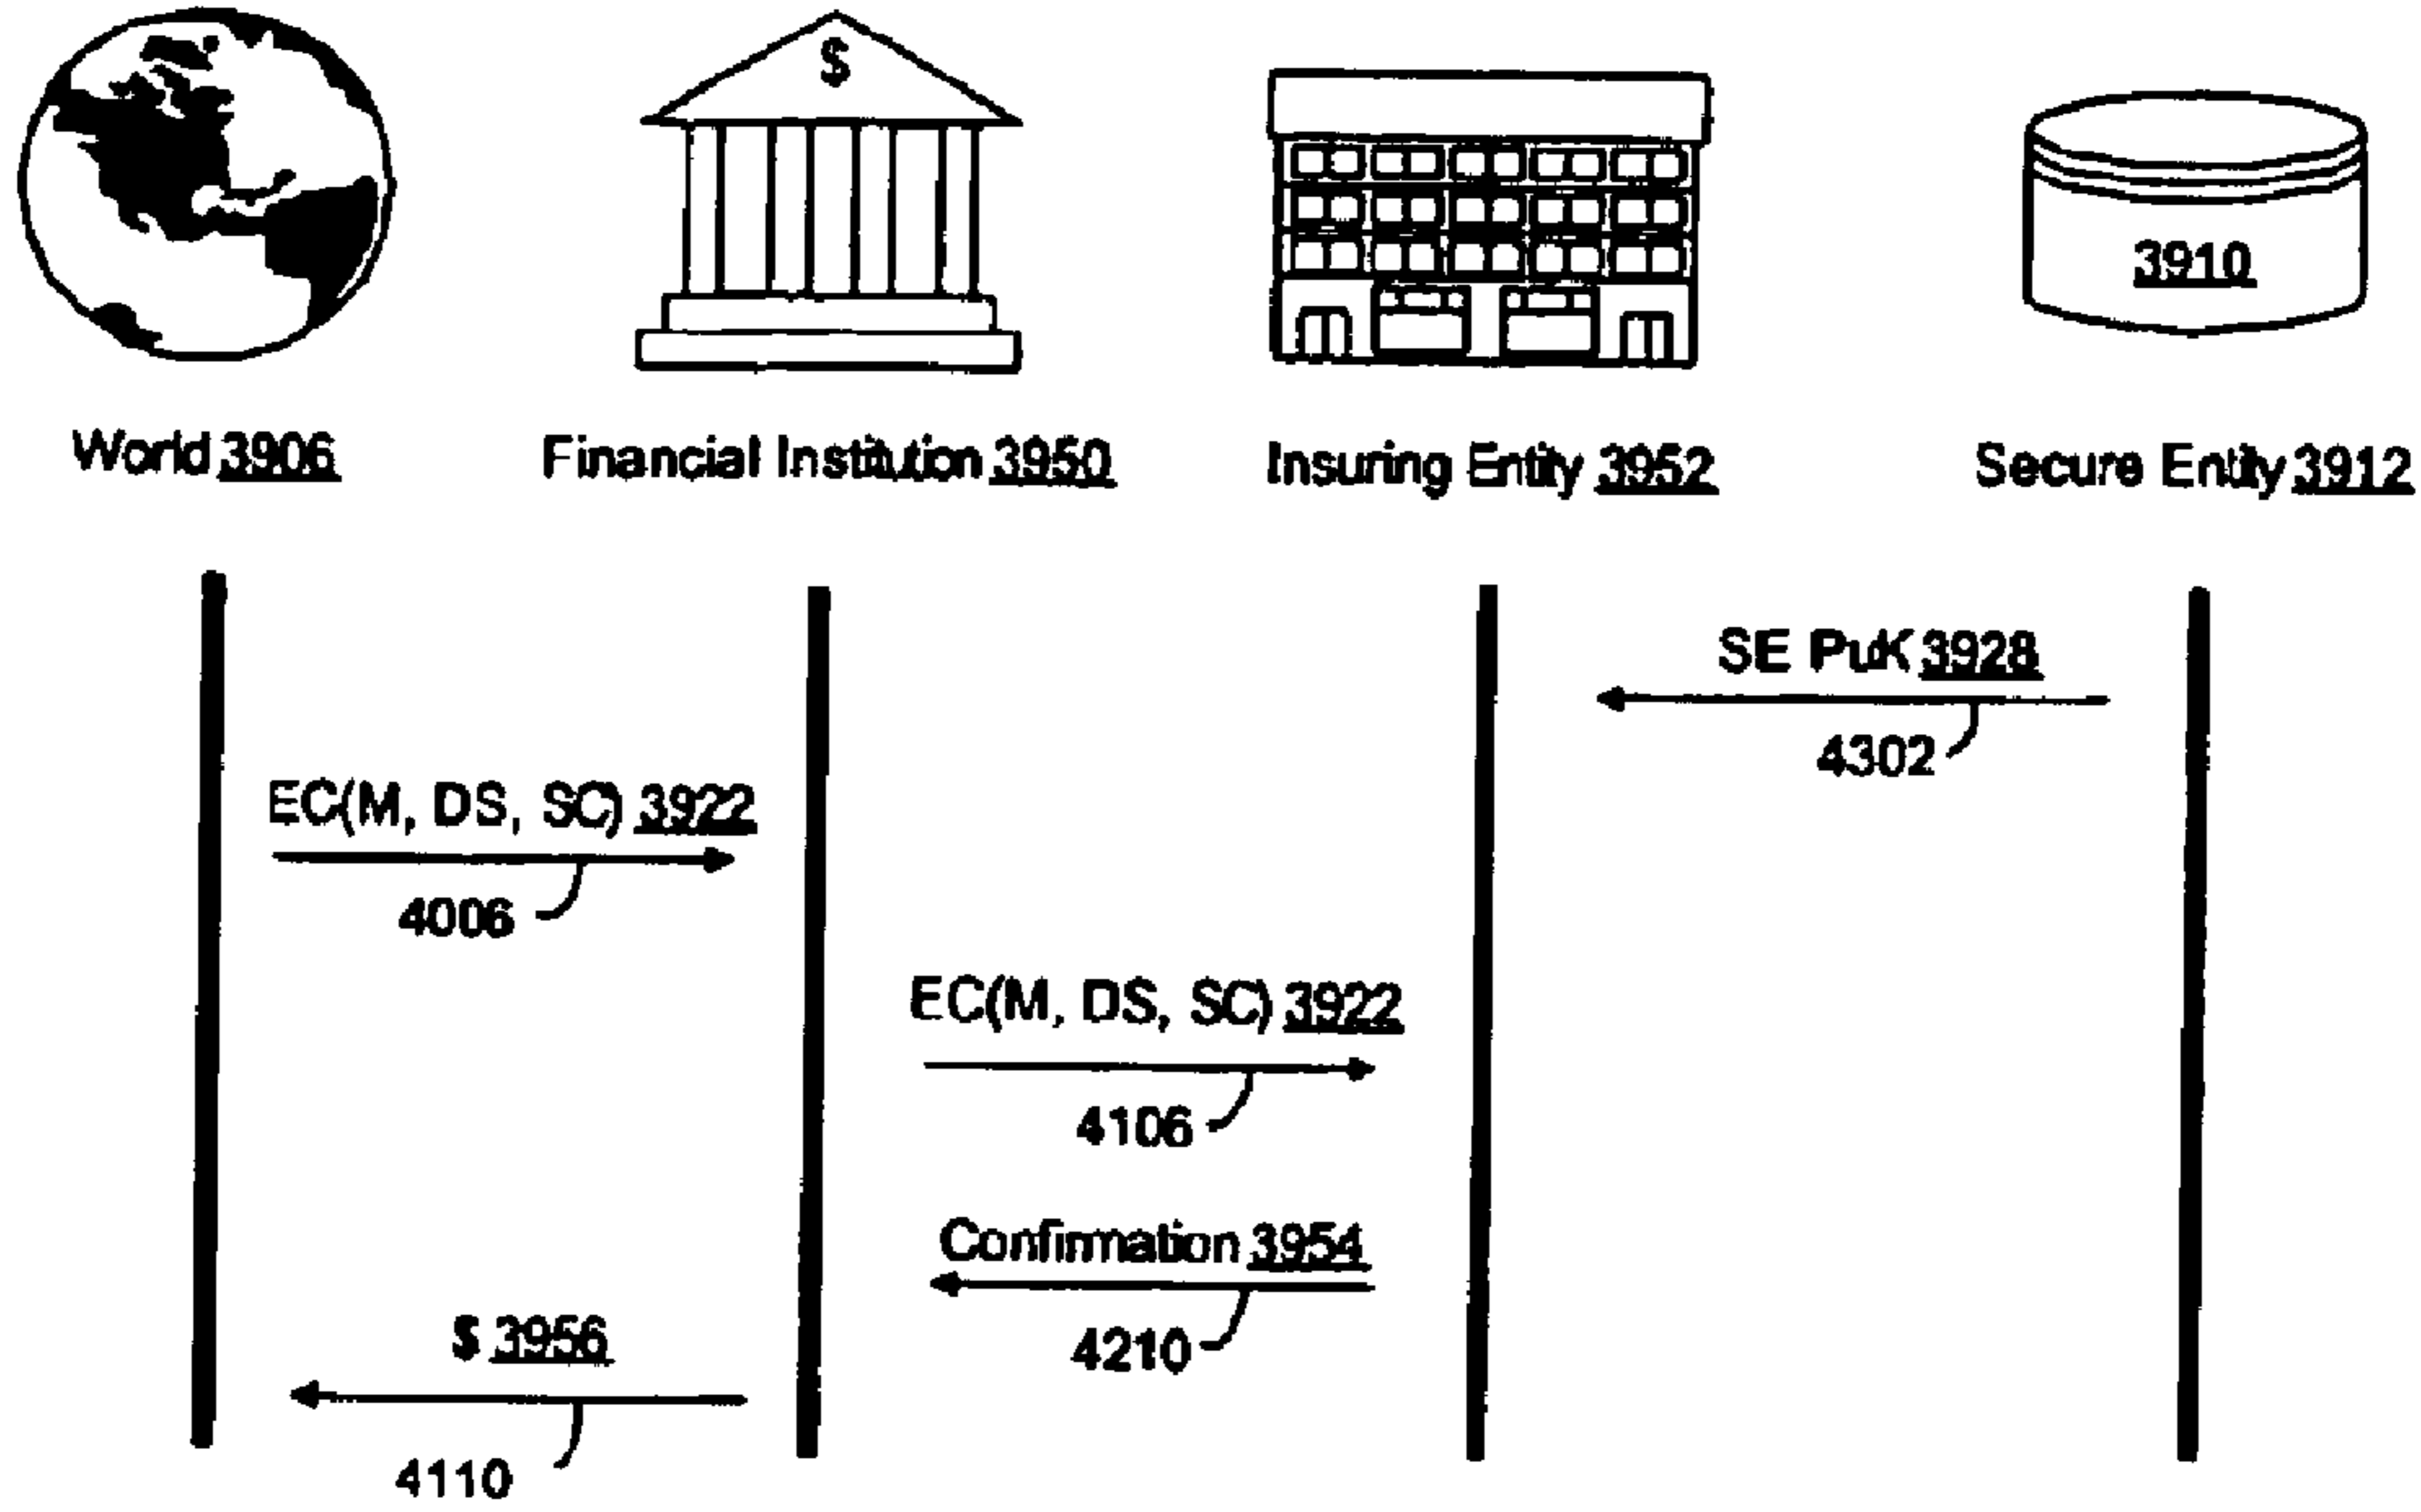 $
3910
World 3906
Financial Institution 3950
Insuring Entity 3952
Secure Entity 3912
SE PuK 3928
4302
EC(M, DS, SC) 3922
4006
EC(M, DS, SC) 3922
4106
Confirmation 3954
4210
$ 3956
4110